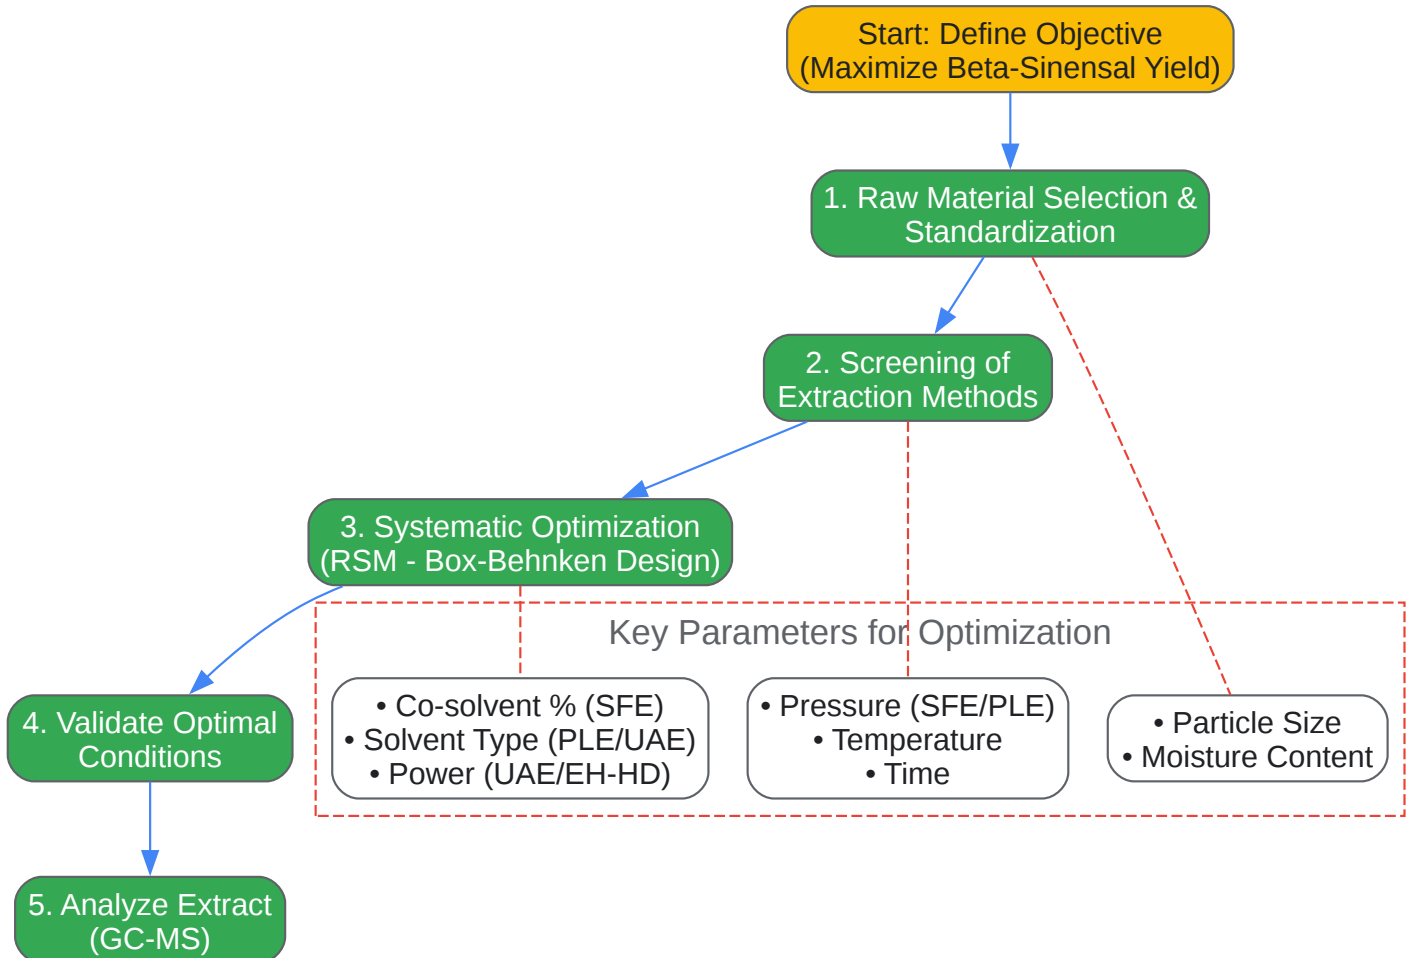 Start: Define Objective
(Maximize Beta-Sinensal Yield)
1. Raw Material Selection &
Standardization
2. Screening of
Extraction Methods
3. Systematic Optimization
(RSM - Box-Behnken Design)
Key Parameters for Optimization
• Co-solvent % (SFE)
• Solvent Type (PLE/UAE)
• Power (UAE/EH-HD)
• Pressure (SFE/PLE)
• Temperature
• Time
• Particle Size
• Moisture Content
4. Validate Optimal
Conditions
5. Analyze Extract
(GC-MS)